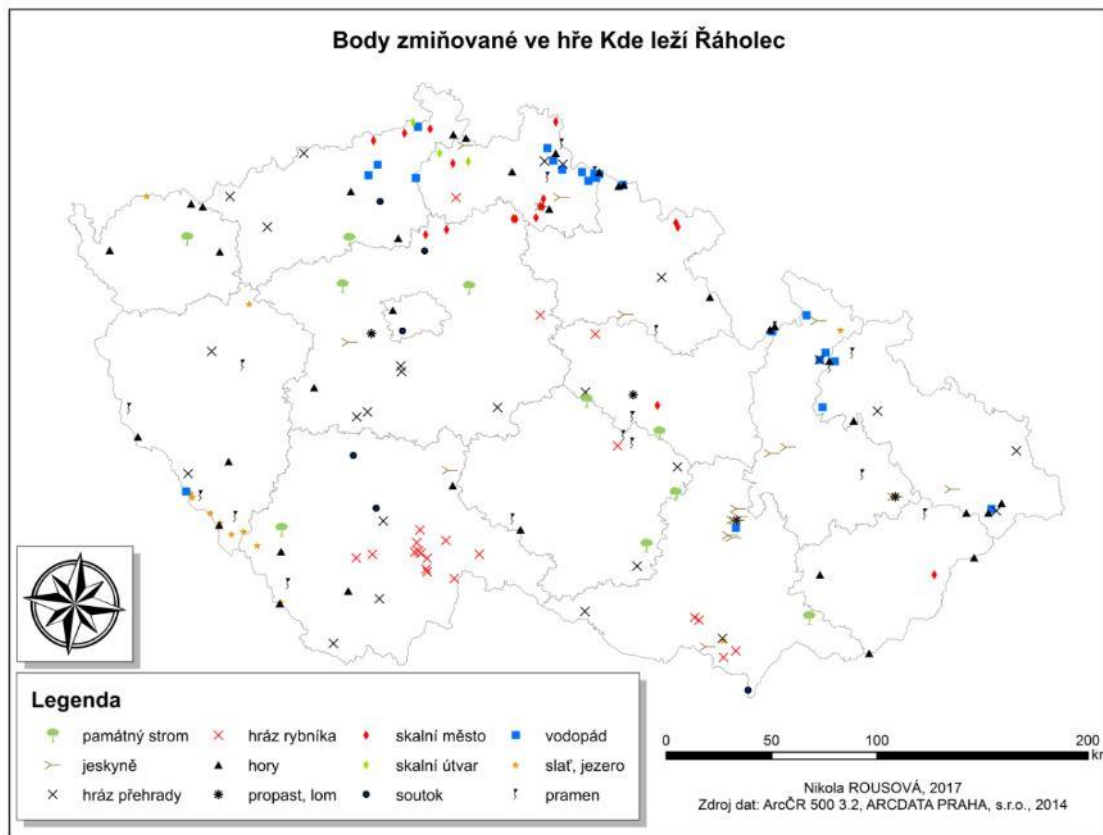 Body zmiňované ve hře Kde leží Řáholec
Legenda
památný strom
hráz rybníka
skalní město
vodopád
jeskyně
hory
skalní útvar
slať, jezero
hráz přehrady
propast, lom
soutok
pramen
0 50 100 200
km
Nikola ROUSOVÁ, 2017
Zdroj dat: ArcČR 500 3.2, ARCDATA PRAHA, s.r.o., 2014